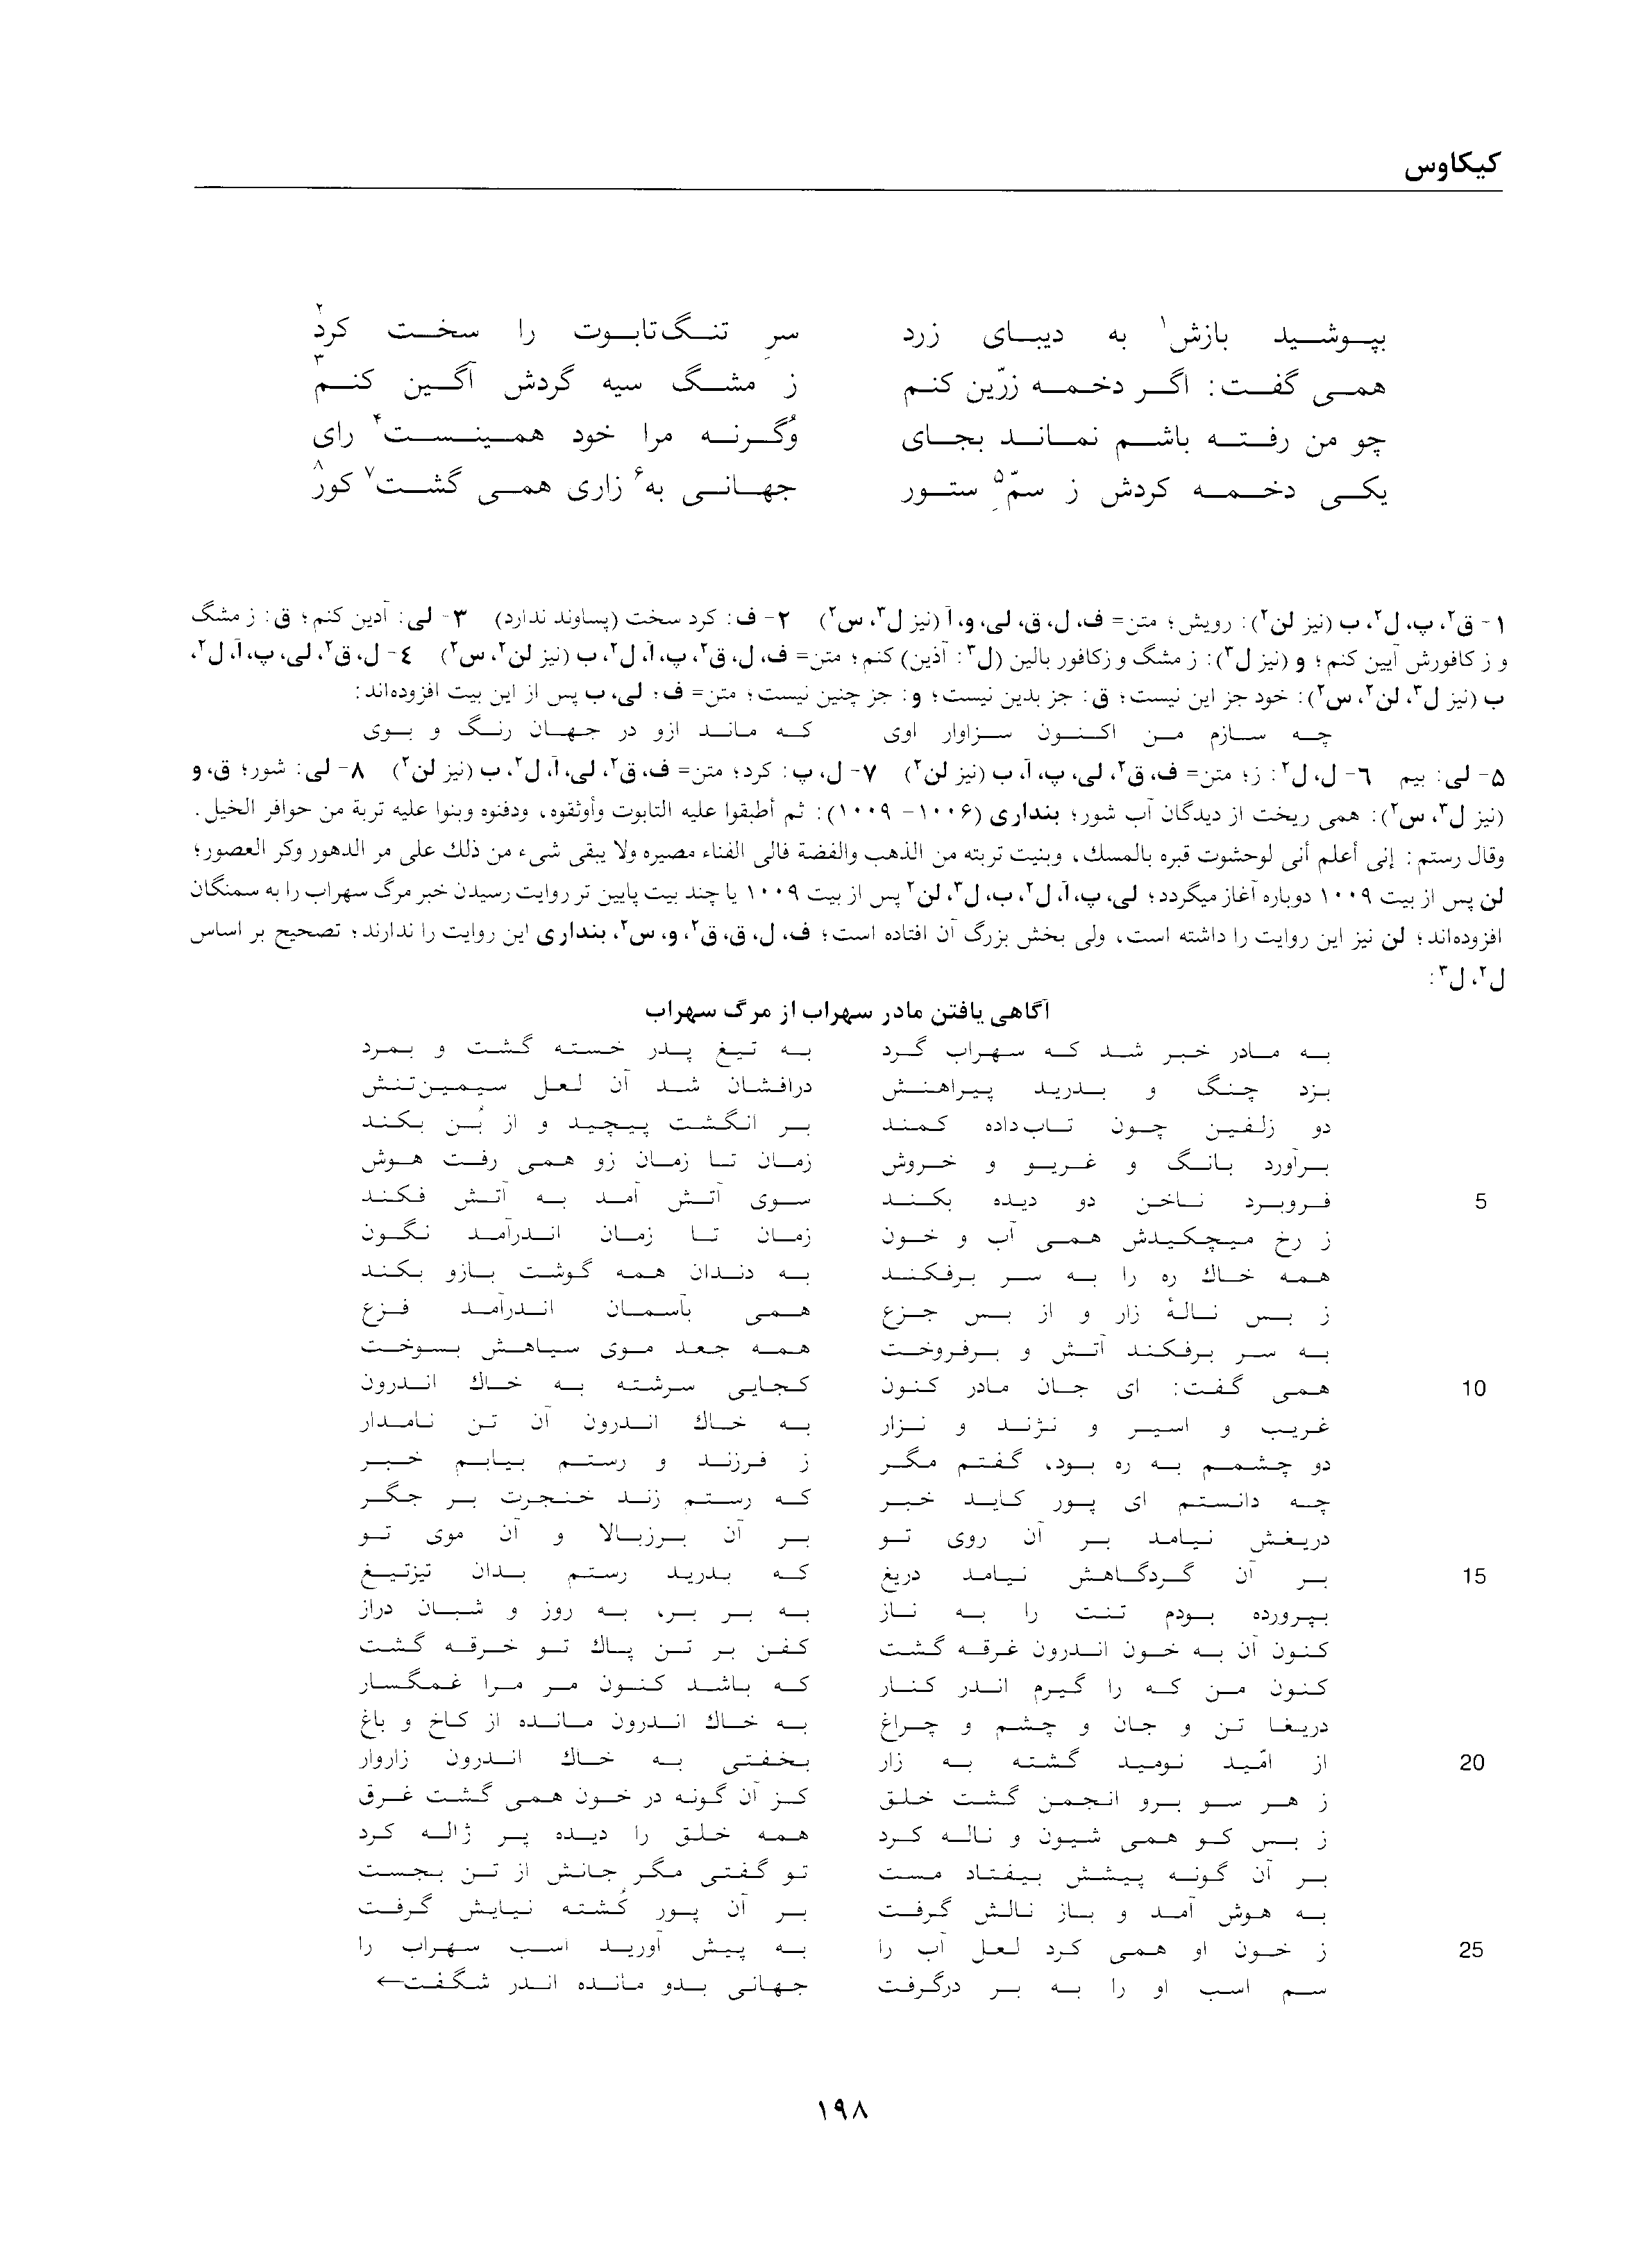 کیکاوس
بپوشید بازش۱ به دیبای زرد    سرِ تنگ‌تابوت را سخت کرد۲
همی گفت: اگر دخمه زرّین کنم    ز مشگ سیه گردش آگین کنم۳
چو من رفته باشم نماند بجای    وُگرنه مرا خود همینست۴ رای
یکی دخمه کردش ز سمّ۵ ستور    جهانی به۶ زاری همی گشت۷ کور۸
۱- ق۲، پ، ل۲، ب (نیز لن۲): رویش؛ متن= ف، ل، ق، لی، و، آ (نیز ل۳، س۲)   ۲- ف: کرد سخت (پساوند ندارد)   ۳- لی: آدین کنم؛ ق: ز مشگ
و ز کافورش آیین کنم؛ و (نیز ل۳): ز مشگ و زکافور بالین (ل۳: آذین) کنم؛ متن= ف، ل، ق۲، پ، آ، ل۲، ب (نیز لن۲، س۲)   ٤- ل، ق۲، لی، پ، آ، ل۲،
ب (نیز ل۳، لن۲، س۲): خود جز این نیست؛ ق: جز بدین نیست؛ و: جز چنین نیست؛ متن= ف؛ لی، ب پس از این بیت افزوده‌اند:
چه سازم من اکنون سزاوار اوی    که ماند ازو در جهان رنگ و بوی
۵- لی: بیم   ۶- ل، ل۲: ز؛ متن= ف، ق۲، لی، پ، آ، ب (نیز لن۲)   ۷- ل، پ: کرد؛ متن= ف، ق۲، لی، آ، ل۲، ب (نیز لن۲)   ۸- لی: شور؛ ق، و
(نیز ل۳، س۲): همی ریخت از دیدگان آب شور؛ بنداری (۱۰۰۶- ۱۰۰۹): ثم أطبقوا علیه التابوت وأوثقوه، ودفنوه وبنوا علیه تربة من حوافر الخیل.
وقال رستم: إنی أعلم أنی لوحشوت قبره بالمسك، وبنیت تربته من الذهب والفضة فالی الفناء مصیره ولا یبقی شیء من ذلك علی مر الدهور وکر العصور؛
لن پس از بیت ۱۰۰۹ دوباره آغاز میگردد؛ لی، پ، آ، ل۲، ب، ل۳، لن۲ پس از بیت ۱۰۰۹ یا چند بیت پایین تر روایت رسیدن خبر مرگ سهراب را به سمنگان
افزوده‌اند؛ لن نیز این روایت را داشته است، ولی بخش بزرگ آن افتاده است؛ ف، ل، ق، ق۲، و، س۲، بنداری این روایت را ندارند؛ تصحیح بر اساس
ل۲، ل۳:
آگاهی یافتن مادر سهراب از مرگ سهراب
به مادر خبر شد که سهراب گرد    به تیغ پدر خسته گشت و بمرد
بزد چنگ و بدرید پیراهنش    درافشان شد آن لعل سیمین‌تنش
دو زلفین چون تاب‌داده کمند    بر انگشت پیچید و از بُن بکند
برآورد بانگ و غریو و خروش    زمان تا زمان زو همی رفت هوش
فروبرد ناخن دو دیده بکند    سوی آتش آمد به آتش فکند    5
ز رخ میچکیدش همی آب و خون    زمان تا زمان اندرآمد نگون
همه خاك ره را به سر برفکند    به دندان همه گوشت بازو بکند
ز بس نالهٔ زار و از بس جزع    همی بآسمان اندرآمد فزع
به سر برفکند آتش و برفروخت    همه جعد موی سیاهش بسوخت
همی گفت: ای جان مادر کنون    کجایی سرشته به خاك اندرون    10
غریب و اسیر و نژند و نزار    به خاك اندرون آن تن نامدار
دو چشمم به ره بود، گفتم مگر    ز فرزند و رستم بیابم خبر
چه دانستم ای پور کاید خبر    که رستم زند خنجرت بر جگر
دریغش نیامد بر آن روی تو    بر آن برزبالا و آن موی تو
بر آن گردگاهش نیامد دریغ    که بدرید رستم بدان تیزتیغ    15
بپرورده بودم تنت را به ناز    به بر بر، به روز و شبان دراز
کنون آن به خون اندرون غرقه گشت    کفن بر تن پاك تو خرقه گشت
کنون من که را گیرم اندر کنار    که باشد کنون مر مرا غمگسار
دریغا تن و جان و چشم و چراغ    به خاك اندرون مانده از کاخ و باغ
از امّید نومید گشته به زار    بخفتی به خاك اندرون زاروار    20
ز هر سو برو انجمن گشت خلق    کز آن گونه در خون همی گشت غرق
ز بس کو همی شیون و ناله کرد    همه خلق را دیده پر ژاله کرد
بر آن گونه پیشش بیفتاد مست    تو گفتی مگر جانش از تن بجست
به هوش آمد و باز نالش گرفت    بر آن پور کُشته نیایش گرفت
ز خون او همی کرد لعل آب را    به پیش آورید اسب سهراب را    25
سم اسب او را به بر درگرفت    جهانی بدو مانده اندر شگفت←
۱۹۸